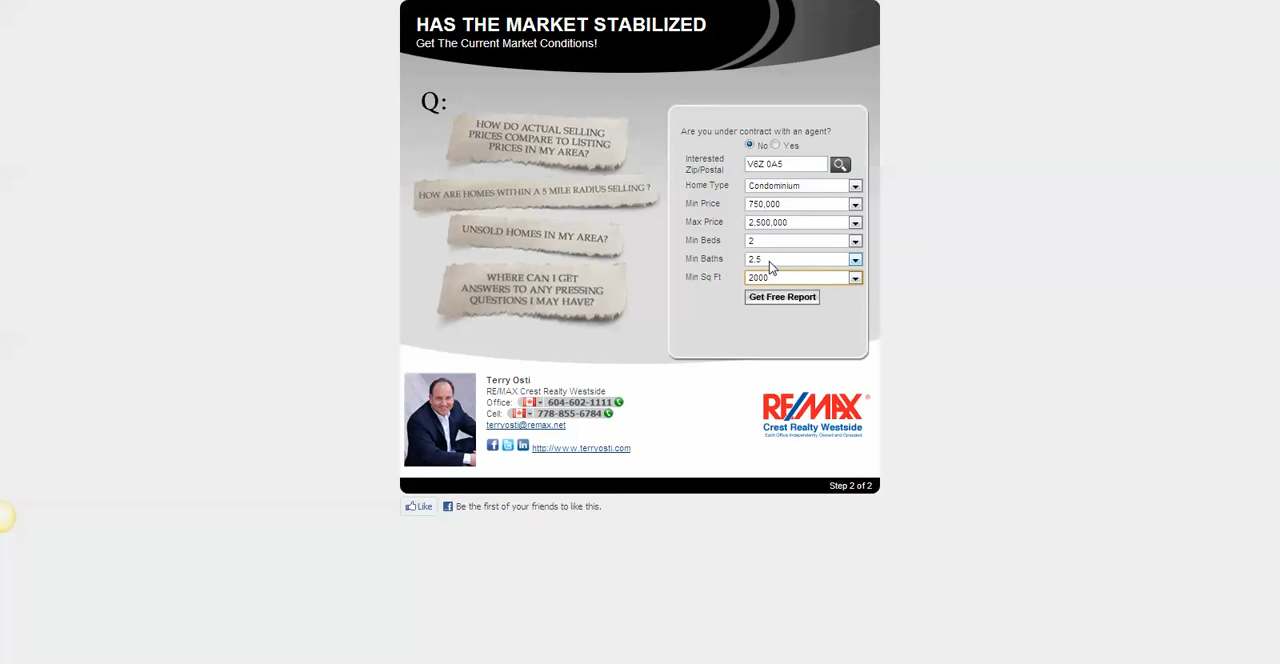 HAS THE MARKET STABILIZED
Get The Current Market Conditions!
Q:
HOW DO ACTUAL SELLING
PRICES COMPARE TO LISTING
PRICES IN MY AREA?
HOW ARE HOMES WITHIN A 5 MILE RADIUS SELLING ?
UNSOLD HOMES IN MY AREA?
WHERE CAN I GET
ANSWERS TO ANY PRESSING
QUESTIONS I MAY HAVE?
Are you under contract with an agent?
No Yes
Interested
Zip/Postal
V6Z 0A5
Home Type Condominium
Min Price 750,000
Max Price 2,500,000
Min Beds 2
Min Baths 2.5
Min Sq Ft 2000
Get Free Report
Terry Osti
RE/MAX Crest Realty Westside
Office: 604-602-1111
Cell: 778-855-6784
terryosti@remax.net
http://www.terryosti.com
RE/MAX®
Crest Realty Westside
Each Office Independently Owned and Operated
Step 2 of 2
Like Be the first of your friends to like this.